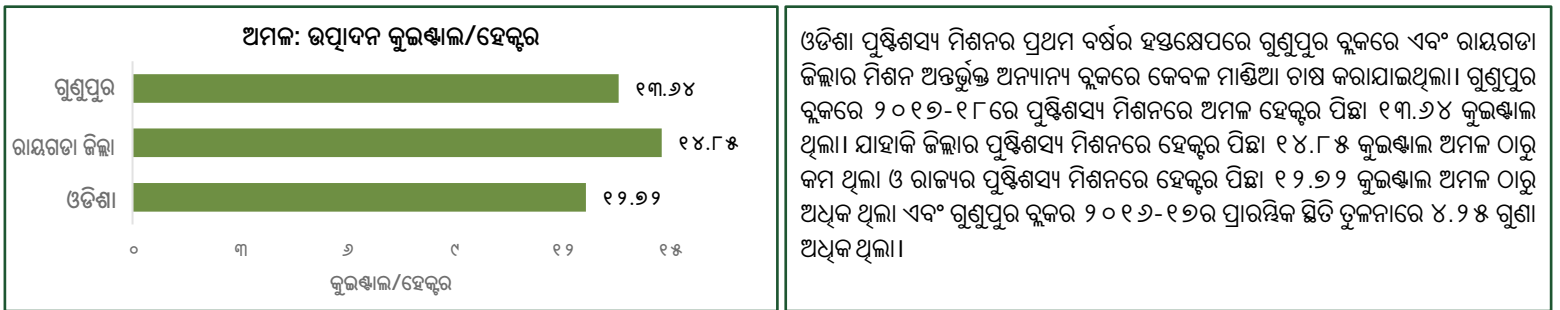 ଅମଳ: ଉତ୍ପାଦନ କୁଇଣ୍ଟାଲ/ହେକ୍ଟର
ଗୁଣୁପୁର
୧୩.୬୪
ରାୟଗଡା ଜିଲ୍ଲା
୧୪.୮୫
ଓଡିଶା
୧୨.୭୨
୦ ୩ ୬ ୯ ୧୨ ୧୫
କୁଇଣ୍ଟାଲ/ହେକ୍ଟର
ଓଡିଶା ପୁଷ୍ଟିଶସ୍ୟ ମିଶନର ପ୍ରଥମ ବର୍ଷର ହସ୍ତକ୍ଷେପରେ ଗୁଣୁପୁର ବ୍ଲକରେ ଏବଂ ରାୟଗଡା
ଜିଲ୍ଲାର ମିଶନ ଅନ୍ତର୍ଭୁକ୍ତ ଅନ୍ୟାନ୍ୟ ବ୍ଲକରେ କେବଳ ମାଣ୍ଡିଆ ଚାଷ କରାଯାଇଥିଲା। ଗୁଣୁପୁର
ବ୍ଲକରେ ୨୦୧୭-୧୮ରେ ପୁଷ୍ଟିଶସ୍ୟ ମିଶନରେ ଅମଳ ହେକ୍ଟର ପିଛା ୧୩.୬୪ କୁଇଣ୍ଟାଲ
ଥିଲା। ଯାହାକି ଜିଲ୍ଲାର ପୁଷ୍ଟିଶସ୍ୟ ମିଶନରେ ହେକ୍ଟର ପିଛା ୧୪.୮୫ କୁଇଣ୍ଟାଲ ଅମଳ ଠାରୁ
କମ ଥିଲା ଓ ରାଜ୍ୟର ପୁଷ୍ଟିଶସ୍ୟ ମିଶନରେ ହେକ୍ଟର ପିଛା ୧୨.୭୨ କୁଇଣ୍ଟାଲ ଅମଳ ଠାରୁ
ଅଧିକ ଥିଲା ଏବଂ ଗୁଣୁପୁର ବ୍ଲକର ୨୦୧୬-୧୭ର ପ୍ରାରମ୍ଭିକ ସ୍ଥିତି ତୁଳନାରେ ୪.୨୫ ଗୁଣା
ଅଧିକ ଥିଲା।